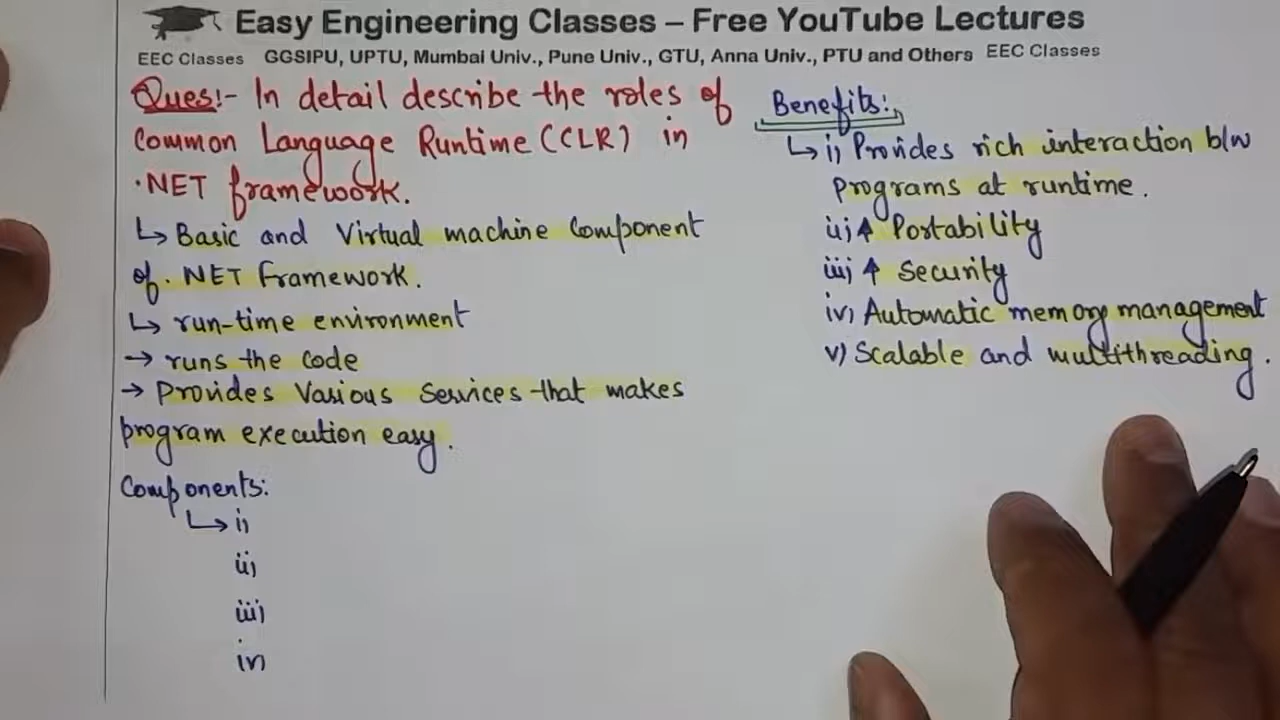 Easy Engineering Classes – Free YouTube Lectures
EEC Classes GGSIPU, UPTU, Mumbai Univ., Pune Univ., GTU, Anna Univ., PTU and Others EEC Classes
Ques:- In detail describe the roles of
Common Language Runtime (CLR) in
.NET framework.
↳ Basic and Virtual machine Component
of .NET Framework.
↳ run-time environment
→ runs the code
→ Provides Various Services that makes
program execution easy.
Components:
↳ i)
ii)
iii)
iv)
Benefits:
↳ i) Provides rich interaction b/w
programs at runtime.
ii) ↑ Portability
iii) ↑ Security
iv) Automatic memory management
v) Scalable and multithreading.